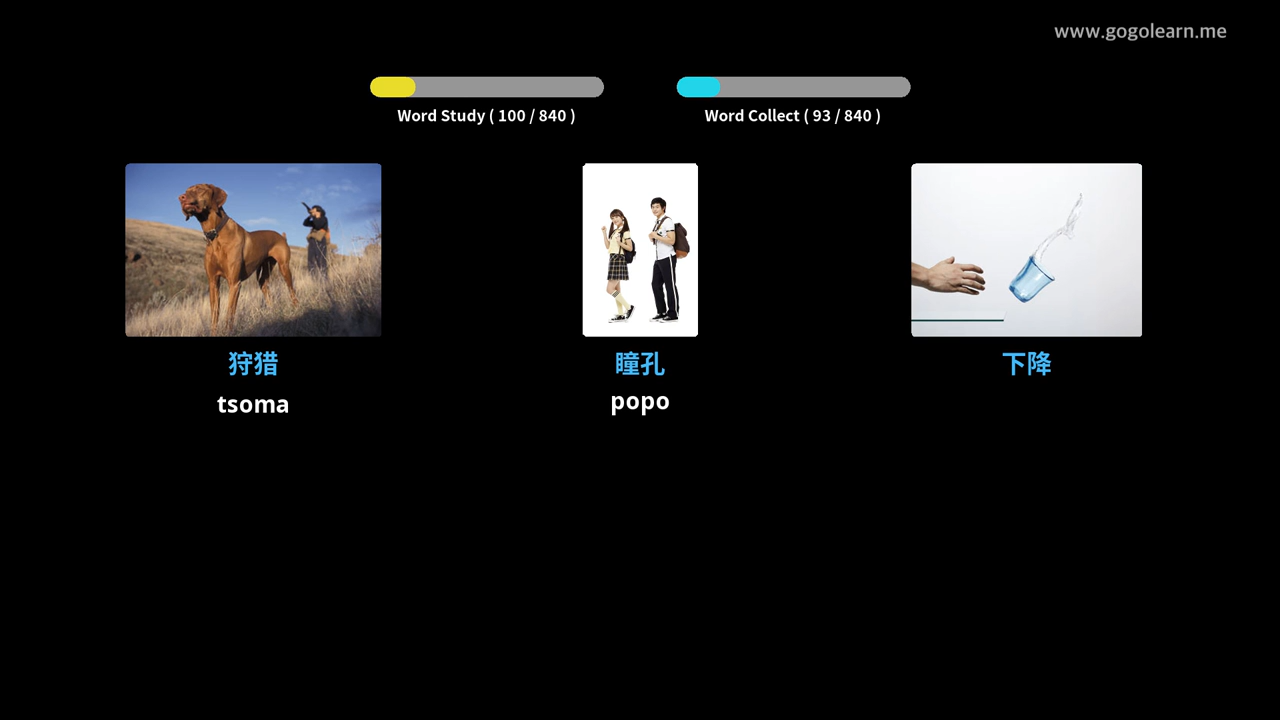 www.gogolearn.me
Word Study ( 100 / 840 )
Word Collect ( 93 / 840 )
狩猎
瞳孔
下降
tsoma
popo